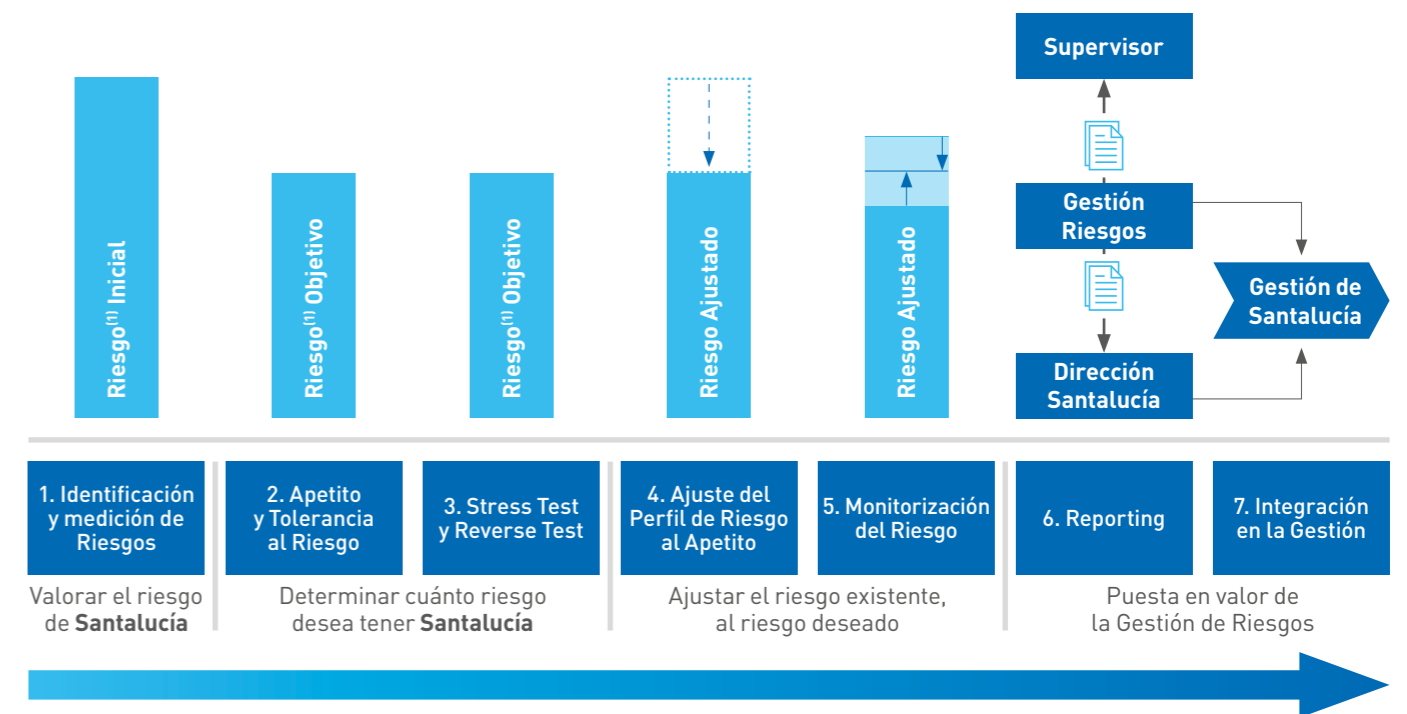 Supervisor
Gestión
Riesgos
Dirección
Santalucía
Gestión de
Santalucía
Riesgo(1) Inicial
Riesgo(1) Objetivo
Riesgo(1) Objetivo
Riesgo Ajustado
Riesgo Ajustado
1. Identificación
y medición de
Riesgos
2. Apetito
y Tolerancia
al Riesgo
3. Stress Test
y Reverse Test
4. Ajuste del
Perfil de Riesgo
al Apetito
5. Monitorización
del Riesgo
6. Reporting
7. Integración
en la Gestión
Valorar el riesgo
de Santalucía
Determinar cuánto riesgo
desea tener Santalucía
Ajustar el riesgo existente,
al riesgo deseado
Puesta en valor de
la Gestión de Riesgos